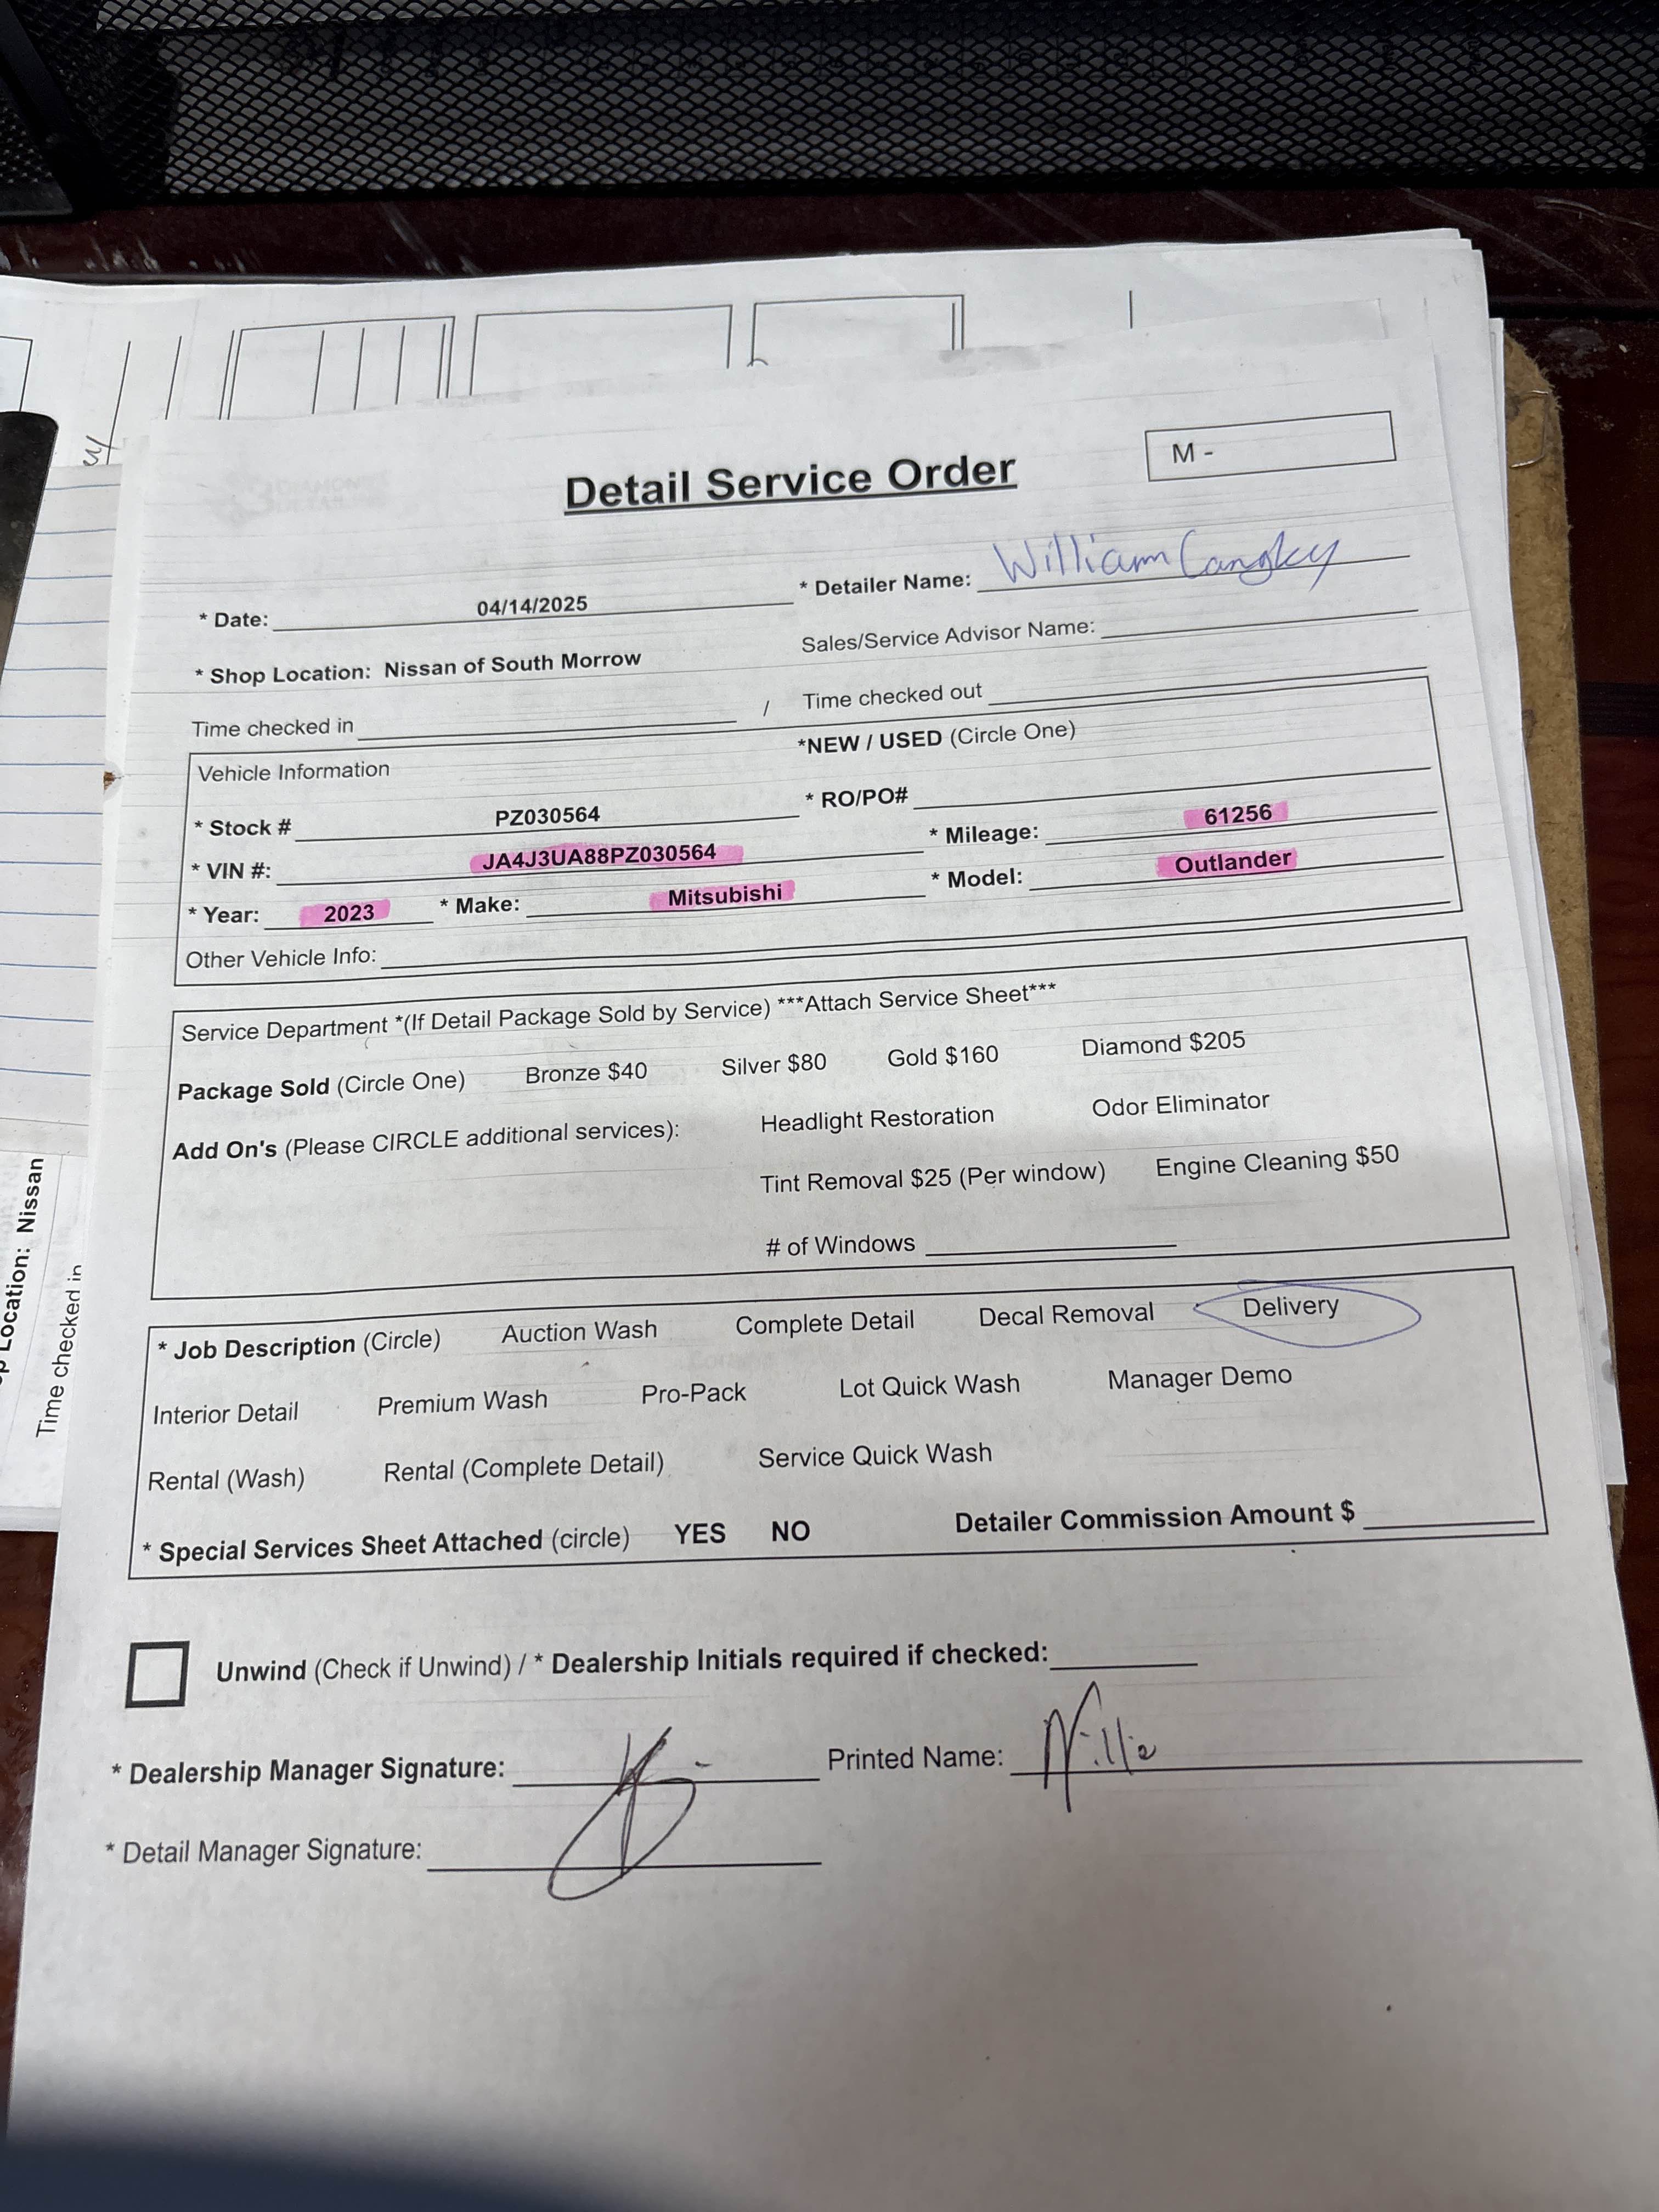 Detail Service Order
M -
* Date: 04/14/2025
* Detailer Name: William Langley
* Shop Location: Nissan of South Morrow
Sales/Service Advisor Name:
Time checked in / Time checked out
Vehicle Information
*NEW / USED (Circle One)
* Stock # PZ030564
* RO/PO#
* VIN #: JA4J3UA88PZ030564
* Mileage: 61256
* Year: 2023 * Make: Mitsubishi
* Model: Outlander
Other Vehicle Info:
Service Department *(If Detail Package Sold by Service) ***Attach Service Sheet***
Package Sold (Circle One) Bronze $40 Silver $80 Gold $160 Diamond $205
Add On's (Please CIRCLE additional services): Headlight Restoration Odor Eliminator
Tint Removal $25 (Per window) Engine Cleaning $50
# of Windows
* Job Description (Circle) Auction Wash Complete Detail Decal Removal Delivery
Interior Detail Premium Wash Pro-Pack Lot Quick Wash Manager Demo
Rental (Wash) Rental (Complete Detail) Service Quick Wash
* Special Services Sheet Attached (circle) YES NO Detailer Commission Amount $
Unwind (Check if Unwind) / * Dealership Initials required if checked:
* Dealership Manager Signature: Printed Name: Willie
* Detail Manager Signature:
Location: Nissan
Time checked in